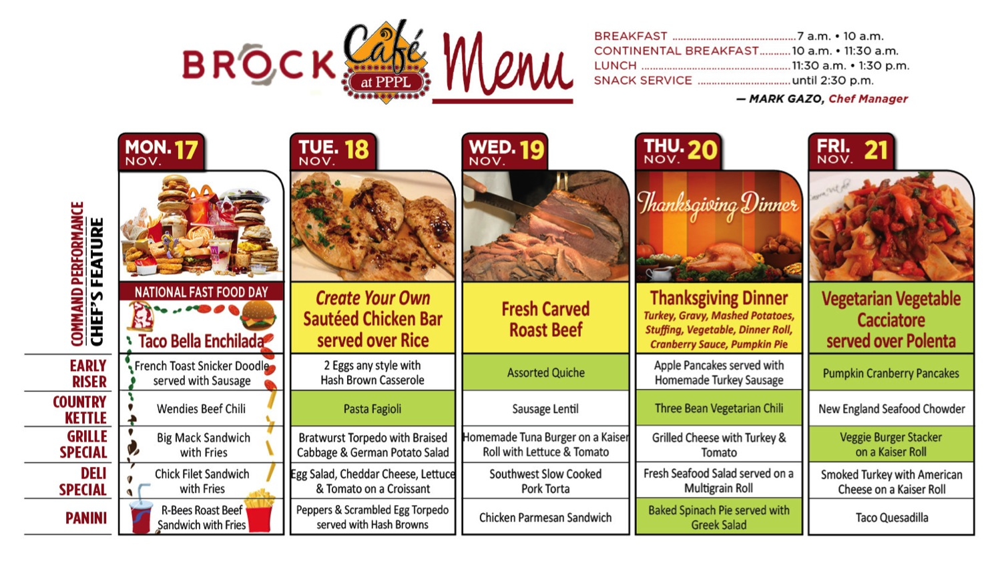 BROCK
Café
at PPPL
Menu
BREAKFAST ............................................7 a.m. • 10 a.m.
CONTINENTAL BREAKFAST...........10 a.m. • 11:30 a.m.
LUNCH ......................................................11:30 a.m. • 1:30 p.m.
SNACK SERVICE .................................until 2:30 p.m.
— MARK GAZO, Chef Manager
COMMAND PERFORMANCE
CHEF'S FEATURE
MON. 17
NOV.
TUE. 18
NOV.
WED. 19
NOV.
THU. 20
NOV.
FRI. 21
NOV.
Thanksgiving Dinner
NATIONAL FAST FOOD DAY
Taco Bella Enchilada
Create Your Own
Sautéed Chicken Bar
served over Rice
Fresh Carved
Roast Beef
Thanksgiving Dinner
Turkey, Gravy, Mashed Potatoes,
Stuffing, Vegetable, Dinner Roll,
Cranberry Sauce, Pumpkin Pie
Vegetarian Vegetable
Cacciatore
served over Polenta
EARLY
RISER
French Toast Snicker Doodle
served with Sausage
2 Eggs any style with
Hash Brown Casserole
Assorted Quiche
Apple Pancakes served with
Homemade Turkey Sausage
Pumpkin Cranberry Pancakes
COUNTRY
KETTLE
Wendies Beef Chili
Pasta Fagioli
Sausage Lentil
Three Bean Vegetarian Chili
New England Seafood Chowder
GRILLE
SPECIAL
Big Mack Sandwich
with Fries
Bratwurst Torpedo with Braised
Cabbage & German Potato Salad
Homemade Tuna Burger on a Kaiser
Roll with Lettuce & Tomato
Grilled Cheese with Turkey &
Tomato
Veggie Burger Stacker
on a Kaiser Roll
DELI
SPECIAL
Chick Filet Sandwich
with Fries
Egg Salad, Cheddar Cheese, Lettuce
& Tomato on a Croissant
Southwest Slow Cooked
Pork Torta
Fresh Seafood Salad served on a
Multigrain Roll
Smoked Turkey with American
Cheese on a Kaiser Roll
PANINI
R-Bees Roast Beef
Sandwich with Fries
Peppers & Scrambled Egg Torpedo
served with Hash Browns
Chicken Parmesan Sandwich
Baked Spinach Pie served with
Greek Salad
Taco Quesadilla